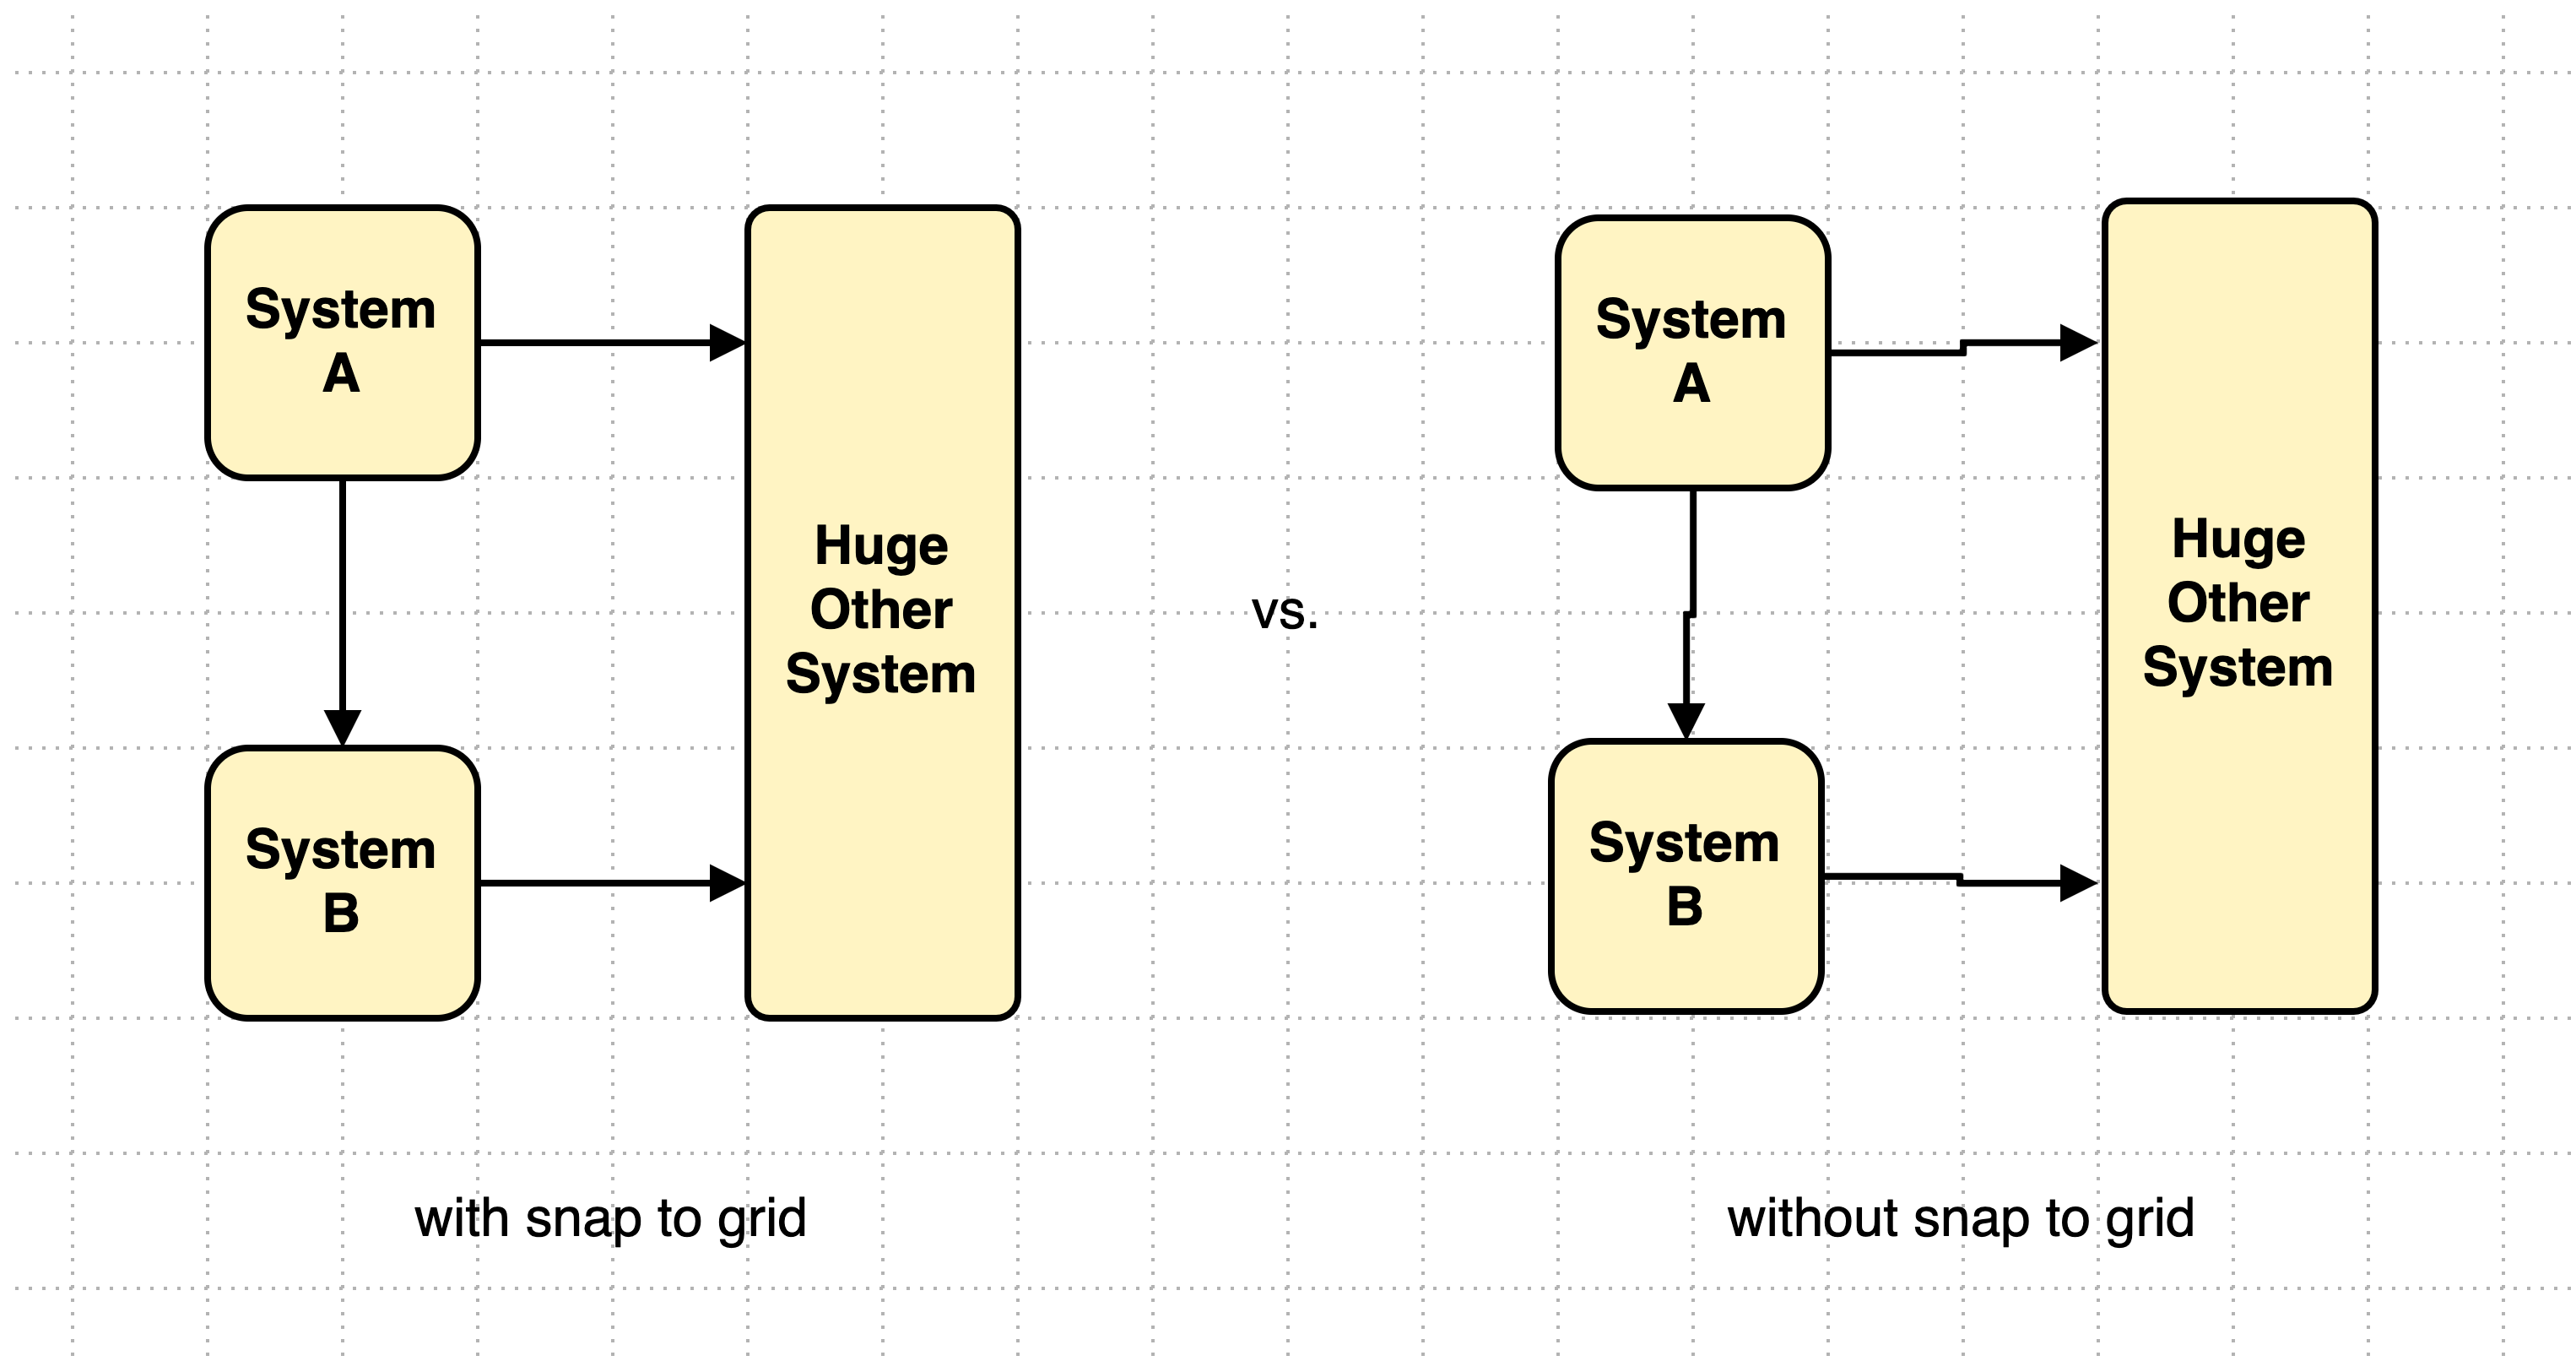 System
A
Huge
Other
System
System
B
with snap to grid
vs.
System
A
Huge
Other
System
System
B
without snap to grid